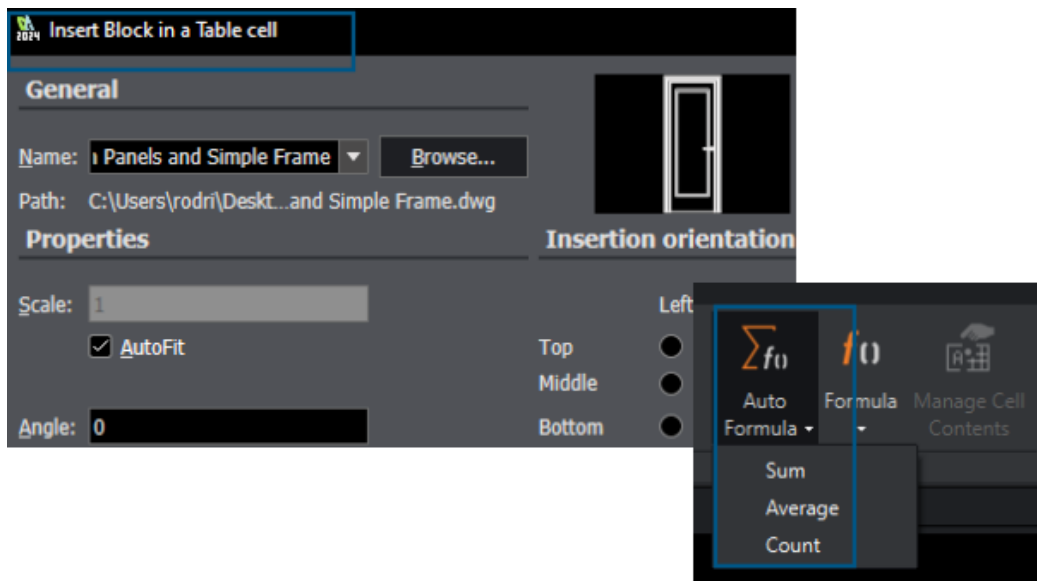 2024 Insert Block in a Table cell
General
Name: ı Panels and Simple Frame Browse...
Path: C:\Users\rodri\Deskt...and Simple Frame.dwg
Properties Insertion orientation
Scale: 1 Left
AutoFit Top
Middle
Angle: 0 Bottom
f() f()
A
Auto Formula Manage Cell
Formula Contents
Sum
Average
Count